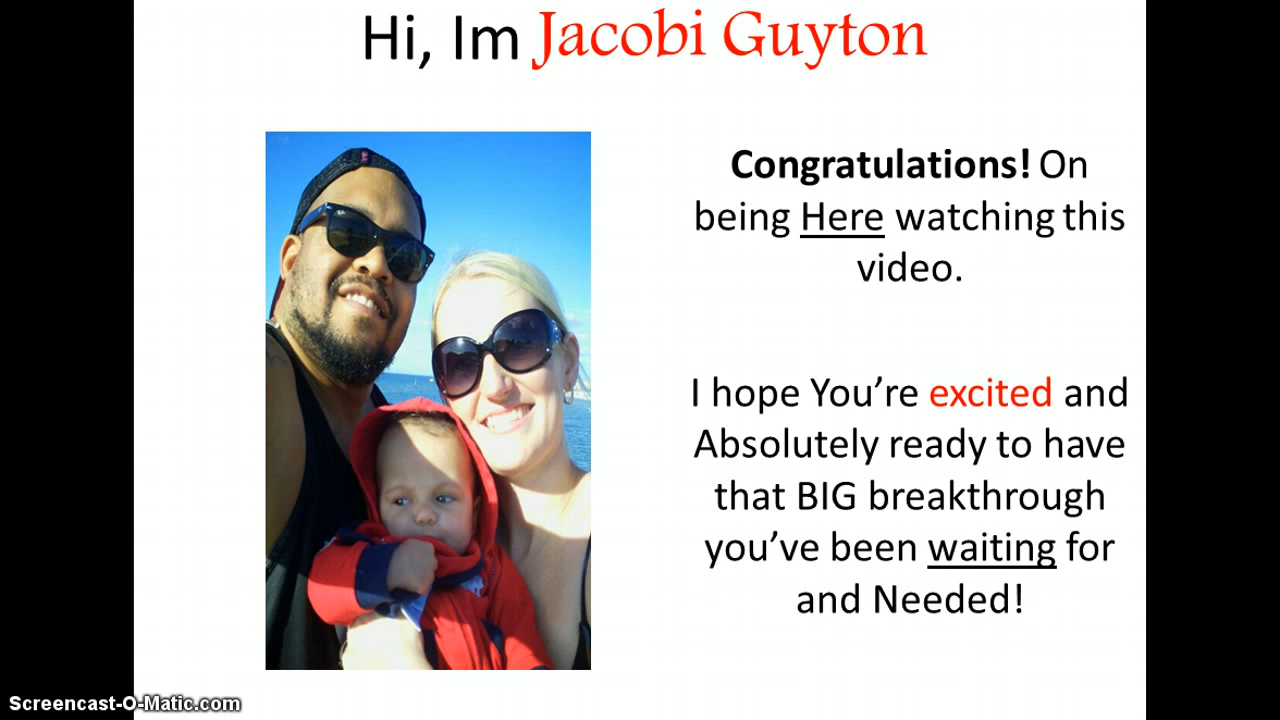 Hi, Im Jacobi Guyton
Congratulations! On
being Here watching this
video.
I hope You're excited and
Absolutely ready to have
that BIG breakthrough
you've been waiting for
and Needed!
Screencast-O-Matic.com